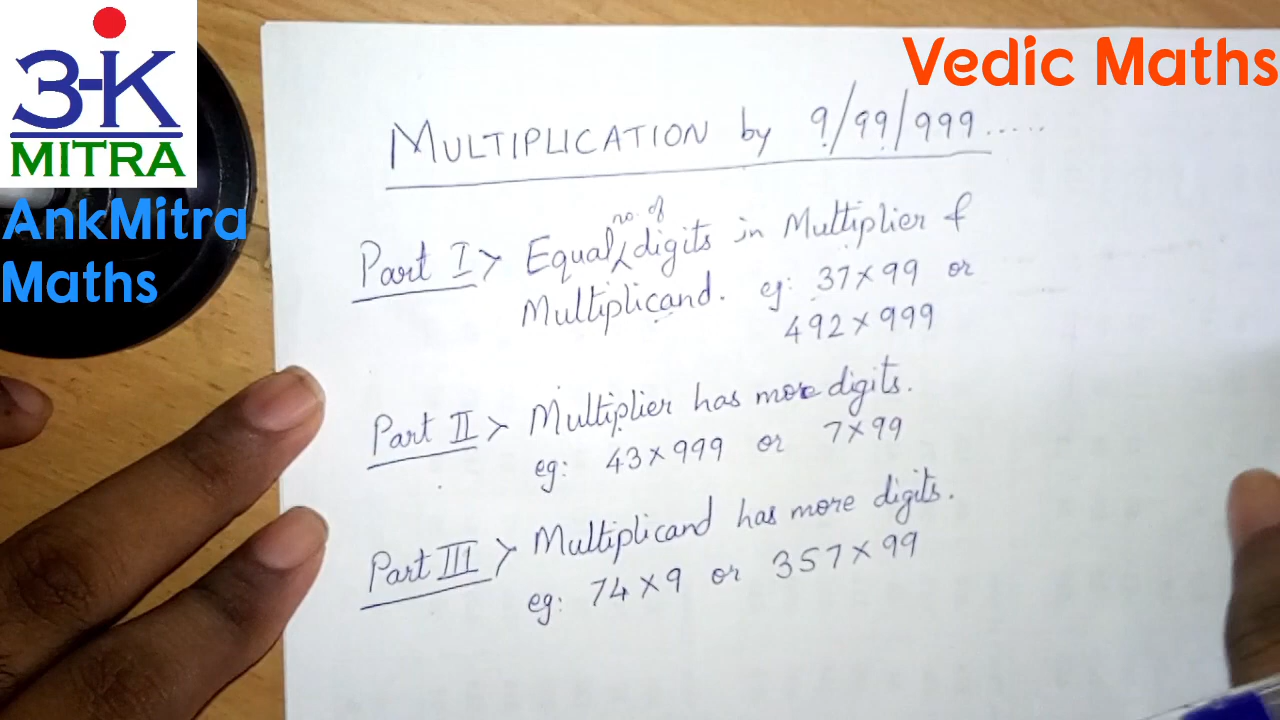 3-K
MITRA
AnkMitra
Maths
Vedic Maths
MULTIPLICATION by 9/99/999.....
Part I > Equal no. of digits in Multiplier &
Multiplicand. eg: 37 × 99 or
492 × 999
Part II > Multiplier has more digits.
eg: 43 × 999 or 7 × 99
Part III > Multiplicand has more digits.
eg: 74 × 9 or 357 × 99